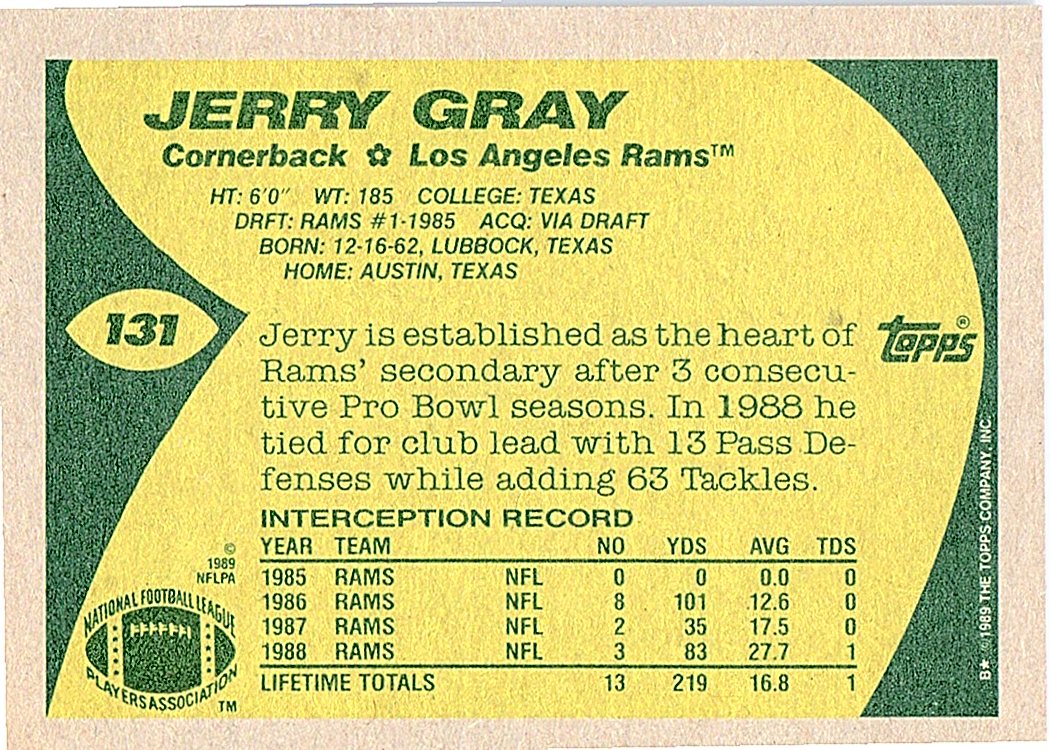 JERRY GRAY
Cornerback ✿ Los Angeles Rams™
HT: 6'0" WT: 185 COLLEGE: TEXAS
DRFT: RAMS #1-1985 ACQ: VIA DRAFT
BORN: 12-16-62, LUBBOCK, TEXAS
HOME: AUSTIN, TEXAS
131
Jerry is established as the heart of
Rams' secondary after 3 consecu-
tive Pro Bowl seasons. In 1988 he
tied for club lead with 13 Pass De-
fenses while adding 63 Tackles.
topps®
INTERCEPTION RECORD
YEAR TEAM NO YDS AVG TDS
1985 RAMS NFL 0 0 0.0 0
1986 RAMS NFL 8 101 12.6 0
1987 RAMS NFL 2 35 17.5 0
1988 RAMS NFL 3 83 27.7 1
LIFETIME TOTALS 13 219 16.8 1
©
1989
NFLPA
NATIONAL FOOTBALL LEAGUE
PLAYERS ASSOCIATION
TM
B★ © 1989 THE TOPPS COMPANY, INC.